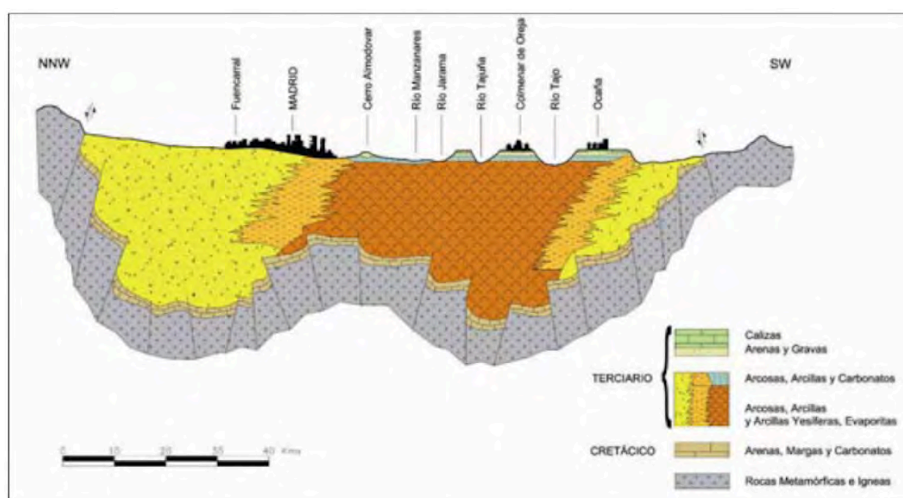 NNW
SW
Fuencarral
MADRID
Cerro Almodovar
Río Manzanares
Río Jarama
Río Tajuña
Colmenar de Oreja
Río Tajo
Ocaña
Calizas
Arenas y Gravas
TERCIARIO
Arcosas, Arcillas y Carbonatos
Arcosas, Arcillas
y Arcillas Yesíferas, Evaporitas
CRETÁCICO
Arenas, Margas y Carbonatos
Rocas Metamórficas e Igneas
0 10 20 30 40 Kms